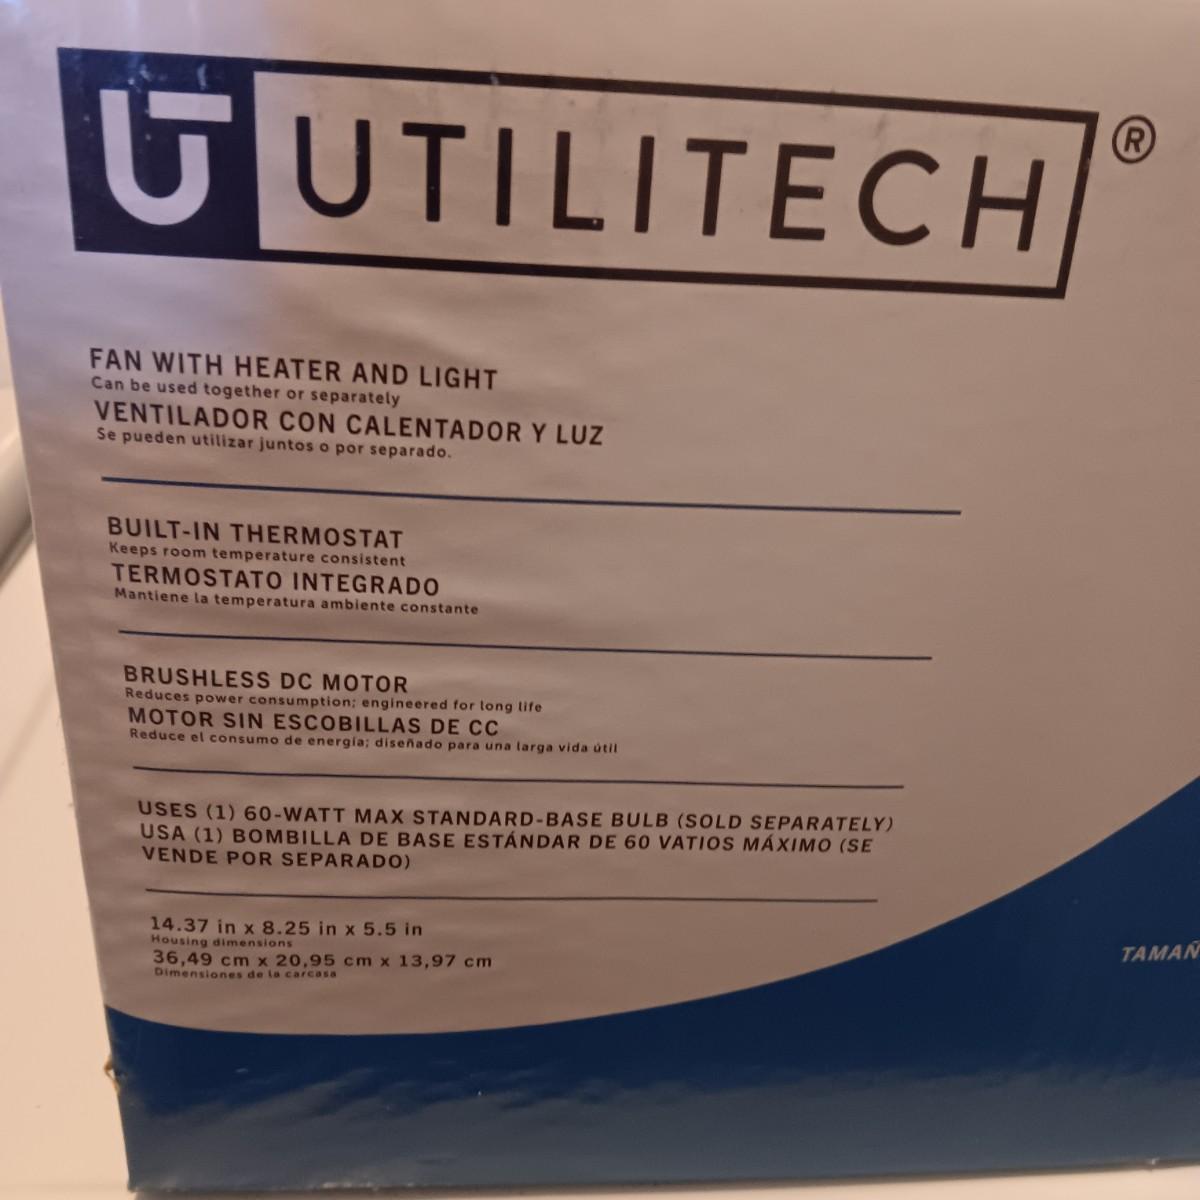 UTILITECH®
FAN WITH HEATER AND LIGHT
Can be used together or separately
VENTILADOR CON CALENTADOR Y LUZ
Se pueden utilizar juntos o por separado.
BUILT-IN THERMOSTAT
Keeps room temperature consistent
TERMOSTATO INTEGRADO
Mantiene la temperatura ambiente constante
BRUSHLESS DC MOTOR
Reduces power consumption; engineered for long life
MOTOR SIN ESCOBILLAS DE CC
Reduce el consumo de energía; diseñado para una larga vida útil
USES (1) 60-WATT MAX STANDARD-BASE BULB (SOLD SEPARATELY)
USA (1) BOMBILLA DE BASE ESTÁNDAR DE 60 VATIOS MÁXIMO (SE
VENDE POR SEPARADO)
14.37 in x 8.25 in x 5.5 in
Housing dimensions
36,49 cm x 20,95 cm x 13,97 cm
Dimensiones de la carcasa
TAMAÑ